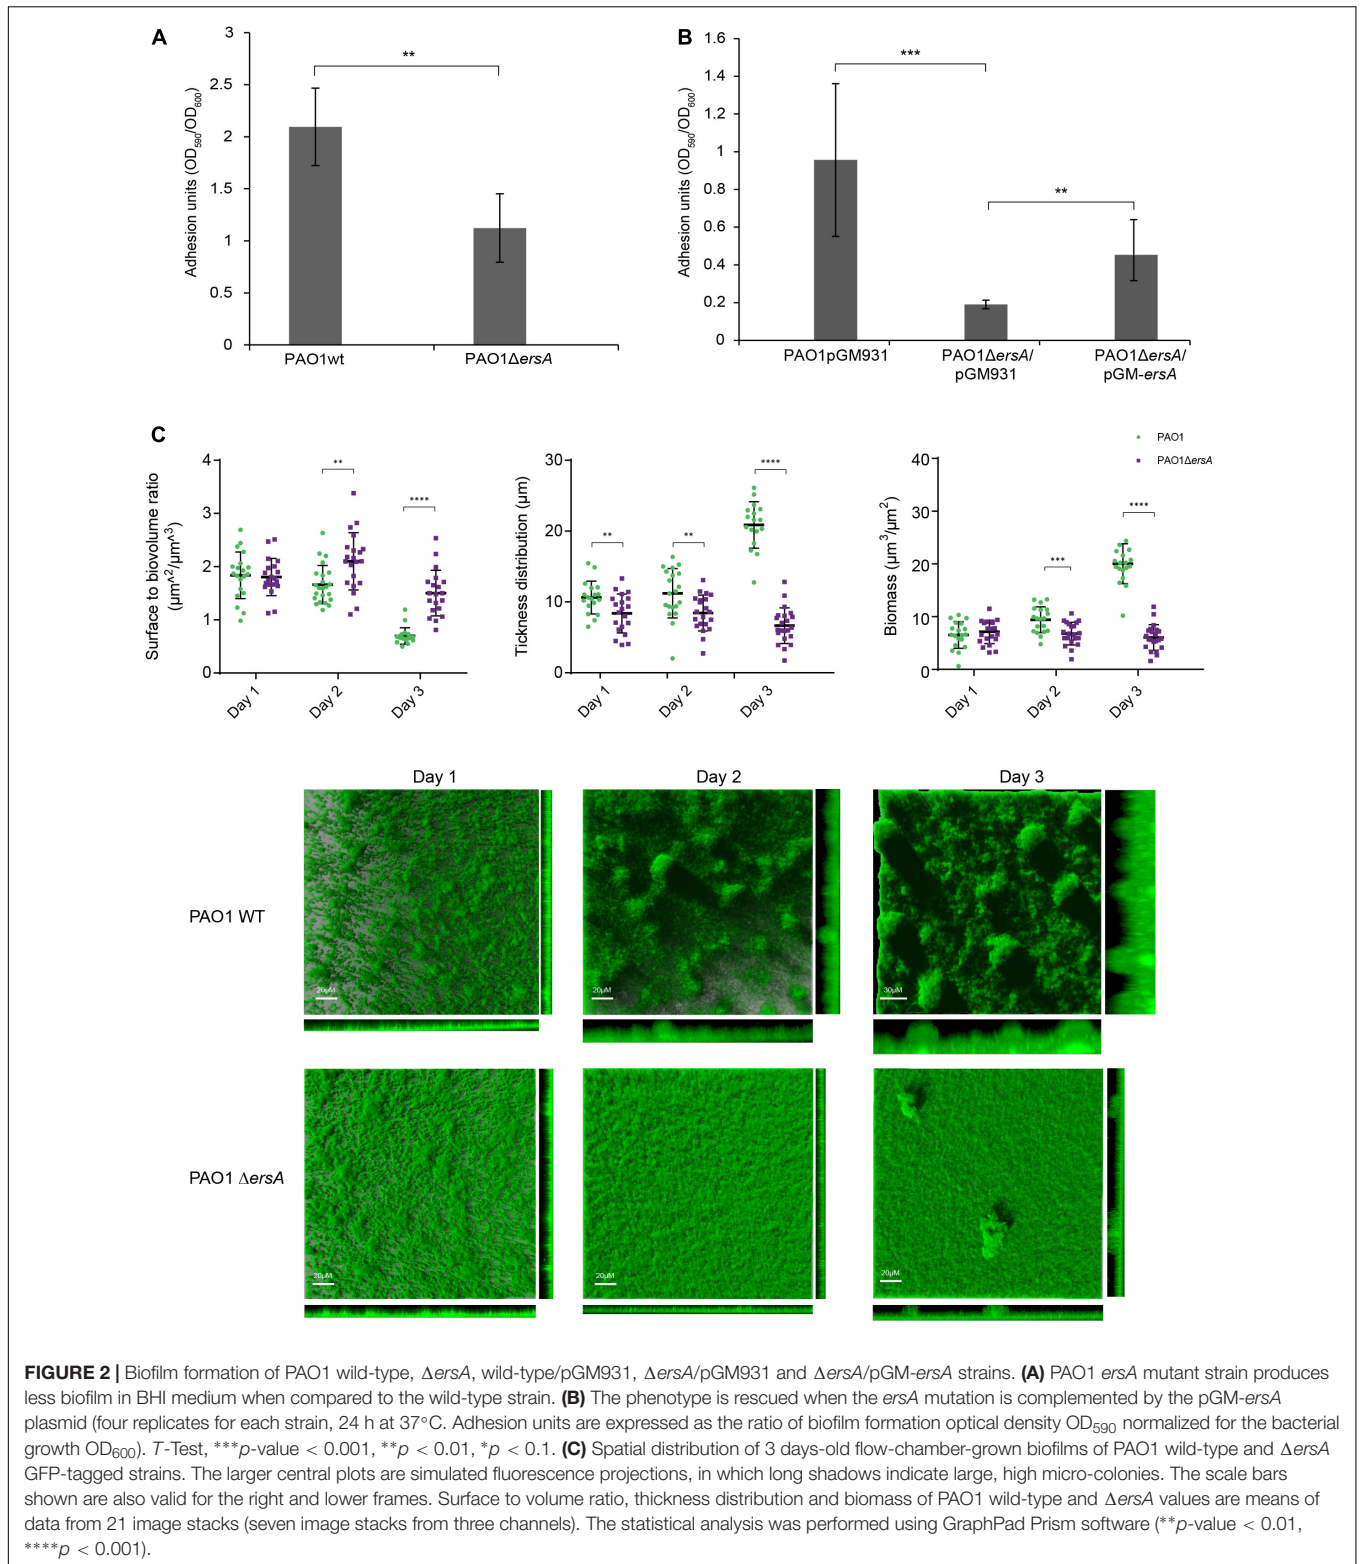 A
3
2.5
2
1.5
1
0.5
0
Adhesion units (OD590/OD600)
**
PAO1wt
PAO1ΔersA
B
1.6
1.4
1.2
1
0.8
0.6
0.4
0.2
0
Adhesion units (OD590/OD600)
***
**
PAO1pGM931
PAO1ΔersA/
pGM931
PAO1ΔersA/
pGM-ersA
C
Surface to biovolume ratio
(µm^2/µm^3)
4
3
2
1
0
**
****
Day 1
Day 2
Day 3
Tickness distribution (µm)
30
20
10
0
**
**
****
Day 1
Day 2
Day 3
PAO1
PAO1ΔersA
Biomass (µm3/µm2)
40
30
20
10
0
***
****
Day 1
Day 2
Day 3
Day 1
Day 2
Day 3
PAO1 WT
20µM
20µM
30µM
PAO1 ΔersA
20µM
20µM
20µM
FIGURE 2 | Biofilm formation of PAO1 wild-type, ΔersA, wild-type/pGM931, ΔersA/pGM931 and ΔersA/pGM-ersA strains. (A) PAO1 ersA mutant strain produces
less biofilm in BHI medium when compared to the wild-type strain. (B) The phenotype is rescued when the ersA mutation is complemented by the pGM-ersA
plasmid (four replicates for each strain, 24 h at 37°C. Adhesion units are expressed as the ratio of biofilm formation optical density OD590 normalized for the bacterial
growth OD600). T-Test, ***p-value < 0.001, **p < 0.01, *p < 0.1. (C) Spatial distribution of 3 days-old flow-chamber-grown biofilms of PAO1 wild-type and ΔersA
GFP-tagged strains. The larger central plots are simulated fluorescence projections, in which long shadows indicate large, high micro-colonies. The scale bars
shown are also valid for the right and lower frames. Surface to volume ratio, thickness distribution and biomass of PAO1 wild-type and ΔersA values are means of
data from 21 image stacks (seven image stacks from three channels). The statistical analysis was performed using GraphPad Prism software (**p-value < 0.01,
****p < 0.001).